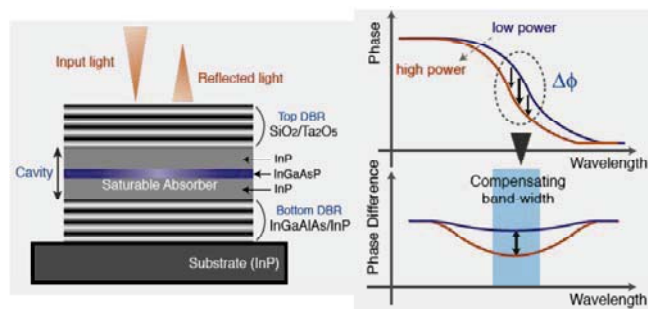 Input light
Reflected light
Top DBR
SiO2/Ta2O5
Cavity
InP
InGaAsP
Saturable Absorber
InP
Bottom DBR
InGaAlAs/InP
Substrate (InP)
Phase
low power
high power
Δϕ
Wavelength
Phase Difference
Compensating
band-width
Wavelength